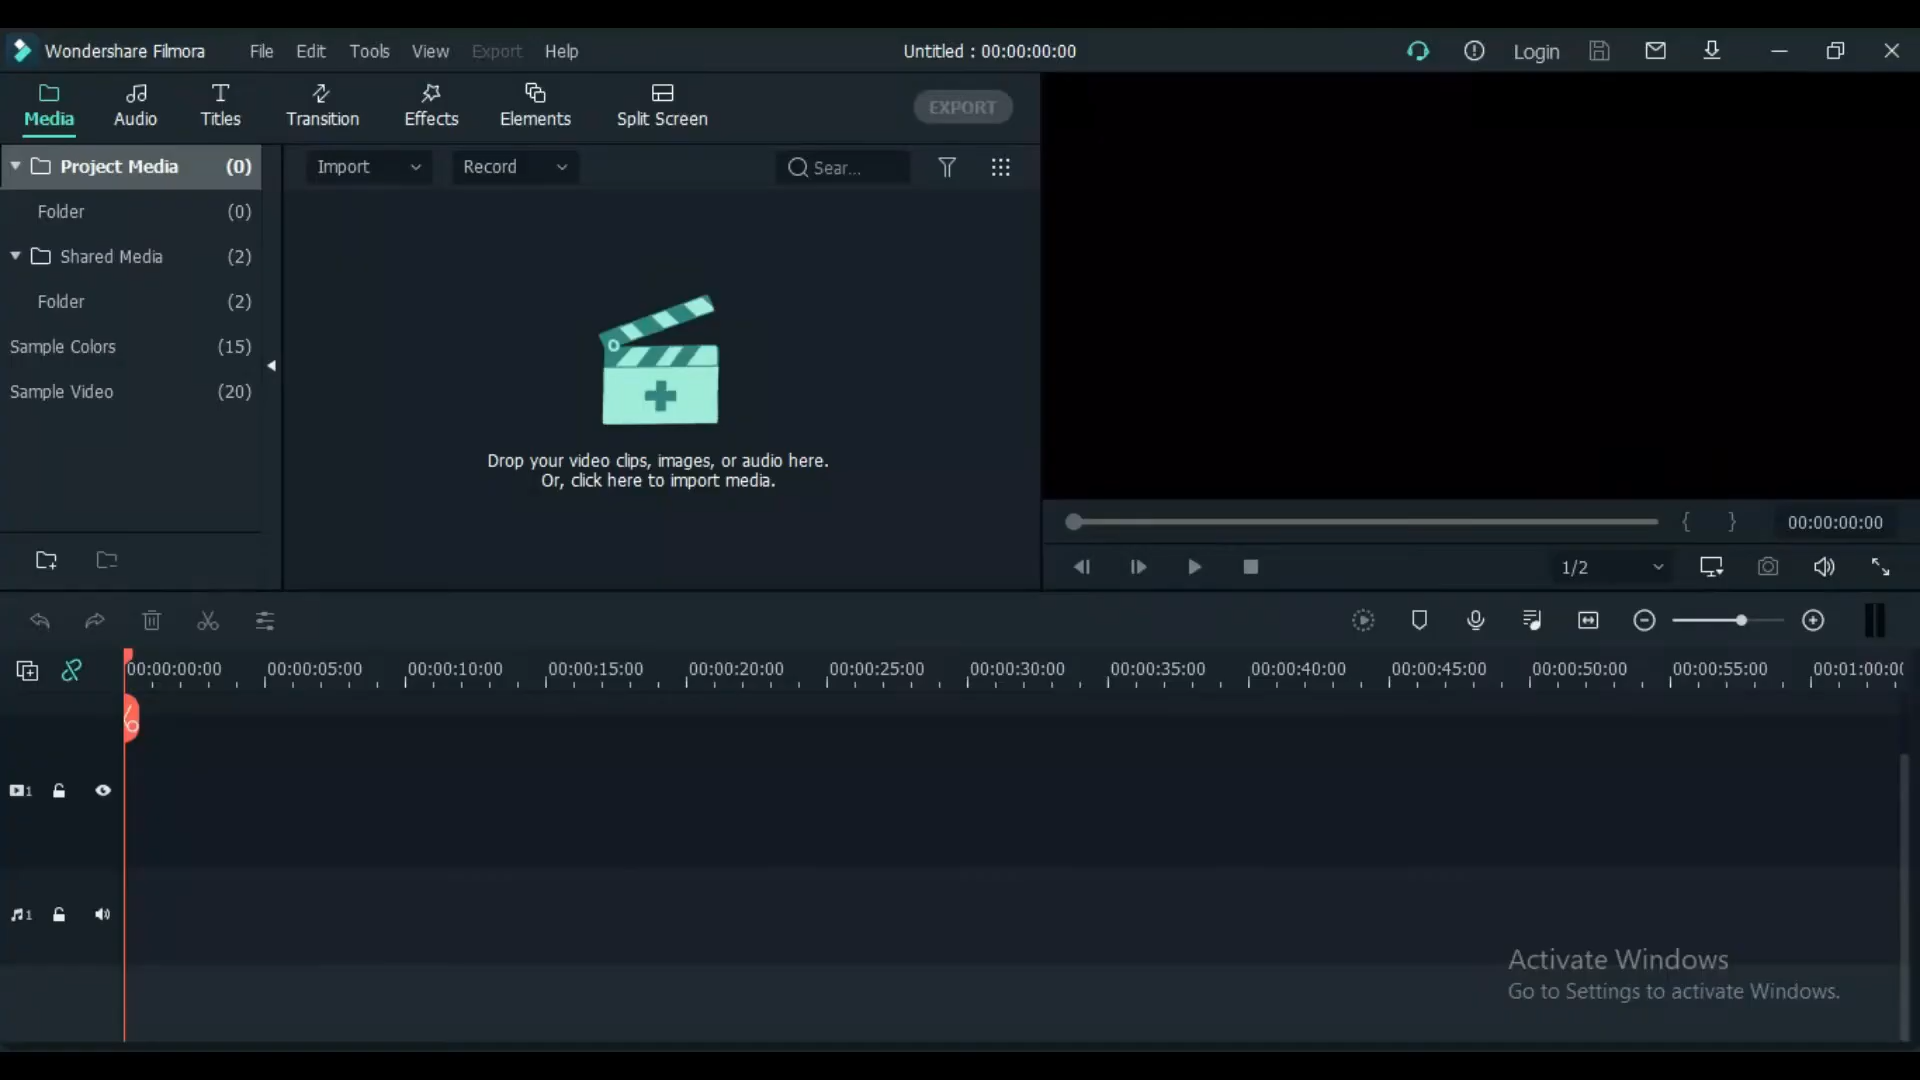 Wondershare Filmora File Edit Tools View Export Help Untitled : 00:00:00:00 Login
Media Audio Titles Transition Effects Elements Split Screen EXPORT
Project Media (0) Import Record Sear...
Folder (0)
Shared Media (2)
Folder (2)
Sample Colors (15)
Sample Video (20)
Drop your video clips, images, or audio here.
Or, click here to import media.
{ } 00:00:00:00
1/2
00:00:00:00 00:00:05:00 00:00:10:00 00:00:15:00 00:00:20:00 00:00:25:00 00:00:30:00 00:00:35:00 00:00:40:00 00:00:45:00 00:00:50:00 00:00:55:00 00:01:00:0
1
1
Activate Windows
Go to Settings to activate Windows.